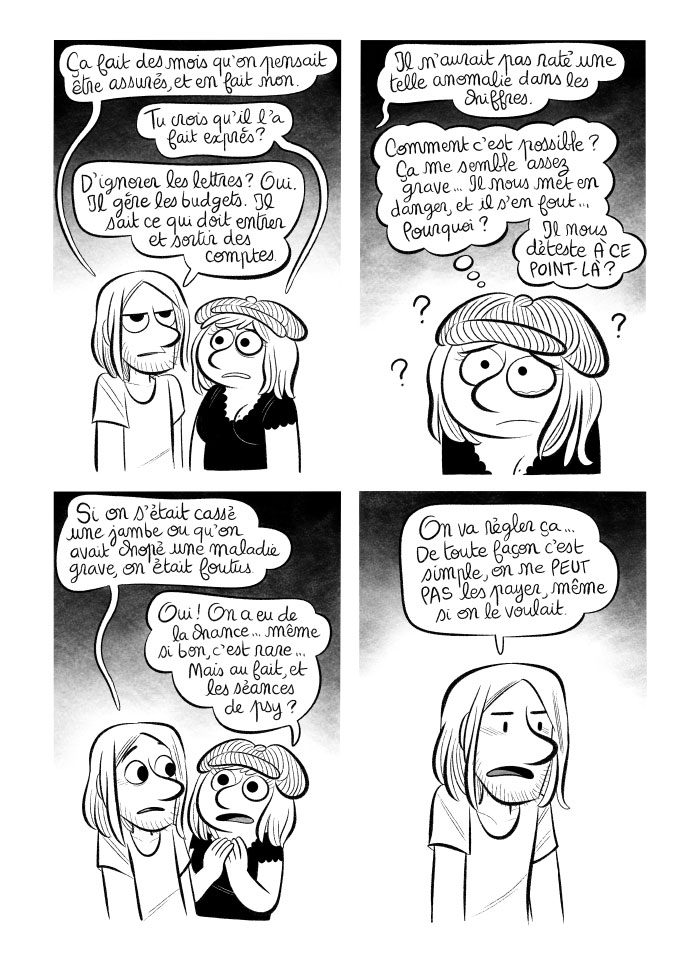 Ça fait des mois qu'on pensait
être assurés, et en fait non.
Tu crois qu'il l'a
fait exprès?
D'ignorer les lettres? Oui.
Il gère les budgets. Il
sait ce qui doit entrer
et sortir des
comptes.
Il n'aurait pas raté une
telle anomalie dans les
chiffres.
Comment c'est possible?
Ça me semble assez
grave... Il nous met en
danger, et il s'en fout...
Pourquoi?
Il nous
déteste À CE
POINT-LÀ?
?
?
?
Si on s'était cassé
une jambe ou qu'on
avait chopé une maladie
grave, on était foutus.
Oui! On a eu de
la chance... même
si bon, c'est rare...
Mais au fait, et
les séances
de psy?
On va régler ça...
De toute façon c'est
simple, on ne PEUT
PAS les payer, même
si on le voulait.